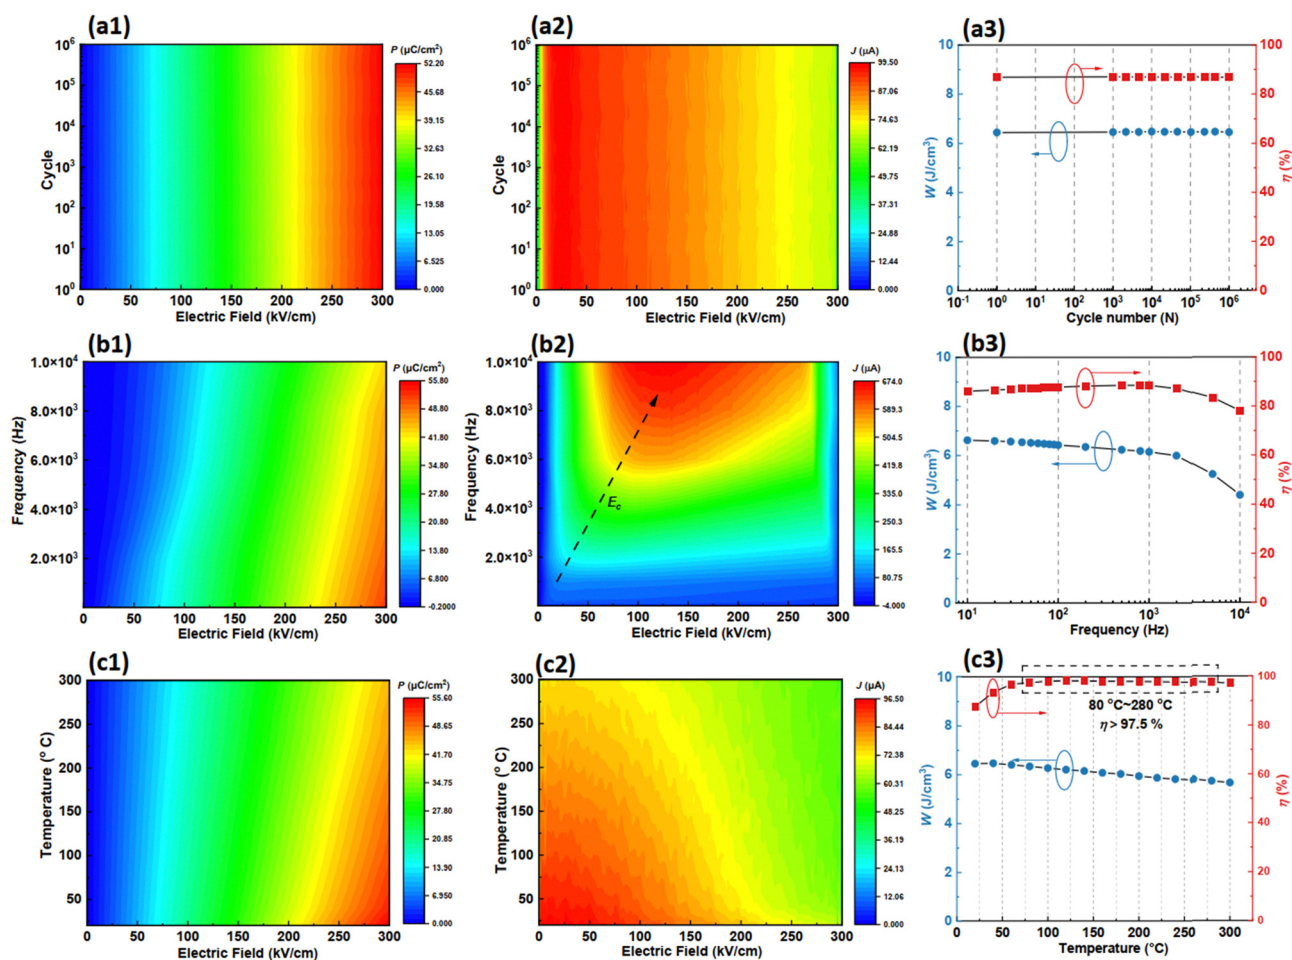 (a1)
P (μC/cm²)
10⁶
10⁵
10⁴
10³
10²
10¹
10⁰
Cycle
0 50 100 150 200 250 300
Electric Field (kV/cm)
52.20
45.68
39.15
32.63
26.10
19.58
13.05
6.525
0.000
(a2)
J (μA)
10⁶
10⁵
10⁴
10³
10²
10¹
10⁰
Cycle
0 50 100 150 200 250 300
Electric Field (kV/cm)
99.50
87.06
74.63
62.19
49.75
37.31
24.88
12.44
0.000
(a3)
10
8
6
4
2
0
W (J/cm³)
100
80
60
40
20
0
η (%)
10⁻¹ 10⁰ 10¹ 10² 10³ 10⁴ 10⁵ 10⁶
Cycle number (N)
(b1)
P (μC/cm²)
1.0×10⁴
8.0×10³
6.0×10³
4.0×10³
2.0×10³
Frequency (Hz)
0 50 100 150 200 250 300
Electric Field (kV/cm)
55.80
48.80
41.80
34.80
27.80
20.80
13.80
6.800
-0.2000
(b2)
J (μA)
1.0×10⁴
8.0×10³
6.0×10³
4.0×10³
2.0×10³
Frequency (Hz)
E꜀
0 50 100 150 200 250 300
Electric Field (kV/cm)
674.0
589.3
504.5
419.8
335.0
250.3
165.5
80.75
-4.000
(b3)
10
8
6
4
2
0
W (J/cm³)
100
80
60
40
20
0
η (%)
10¹ 10² 10³ 10⁴
Frequency (Hz)
(c1)
P (μC/cm²)
300
250
200
150
100
50
Temperature (° C)
0 50 100 150 200 250 300
Electric Field (kV/cm)
55.60
48.65
41.70
34.75
27.80
20.85
13.90
6.950
0.000
(c2)
J (μA)
300
250
200
150
100
50
Temperature (° C)
0 50 100 150 200 250 300
Electric Field (kV/cm)
96.50
84.44
72.38
60.31
48.25
36.19
24.13
12.06
0.000
(c3)
10
8
6
4
2
0
W (J/cm³)
80 °C~280 °C
η > 97.5 %
100
80
60
40
20
0
η (%)
0 50 100 150 200 250 300
Temperature (°C)